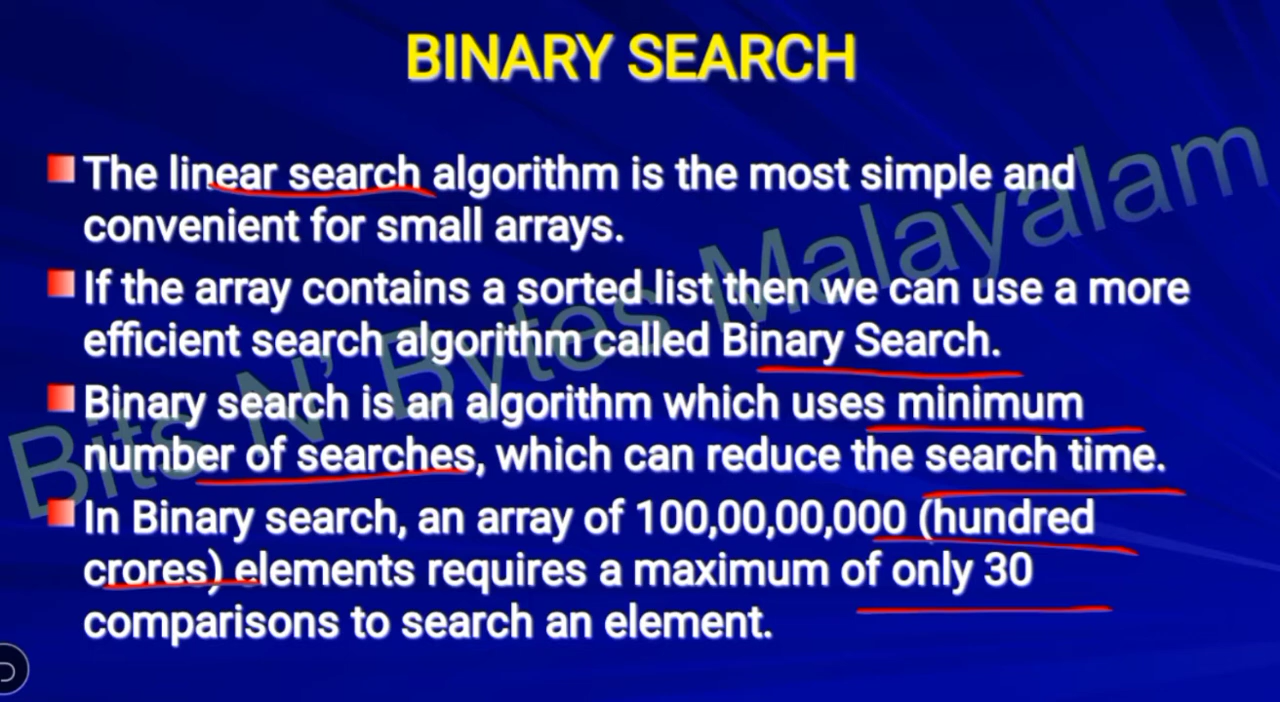 BINARY SEARCH
The linear search algorithm is the most simple and
convenient for small arrays.
If the array contains a sorted list then we can use a more
efficient search algorithm called Binary Search.
Binary search is an algorithm which uses minimum
number of searches, which can reduce the search time.
In Binary search, an array of 100,00,00,000 (hundred
crores) elements requires a maximum of only 30
comparisons to search an element.
Bits N' Bytes Malayalam